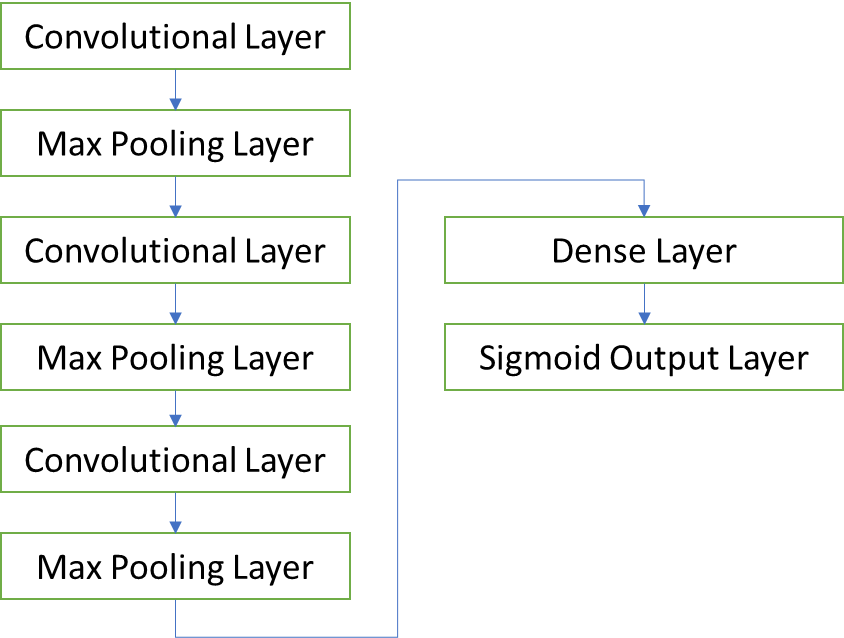 Convolutional Layer
Max Pooling Layer
Convolutional Layer
Max Pooling Layer
Convolutional Layer
Max Pooling Layer
Dense Layer
Sigmoid Output Layer